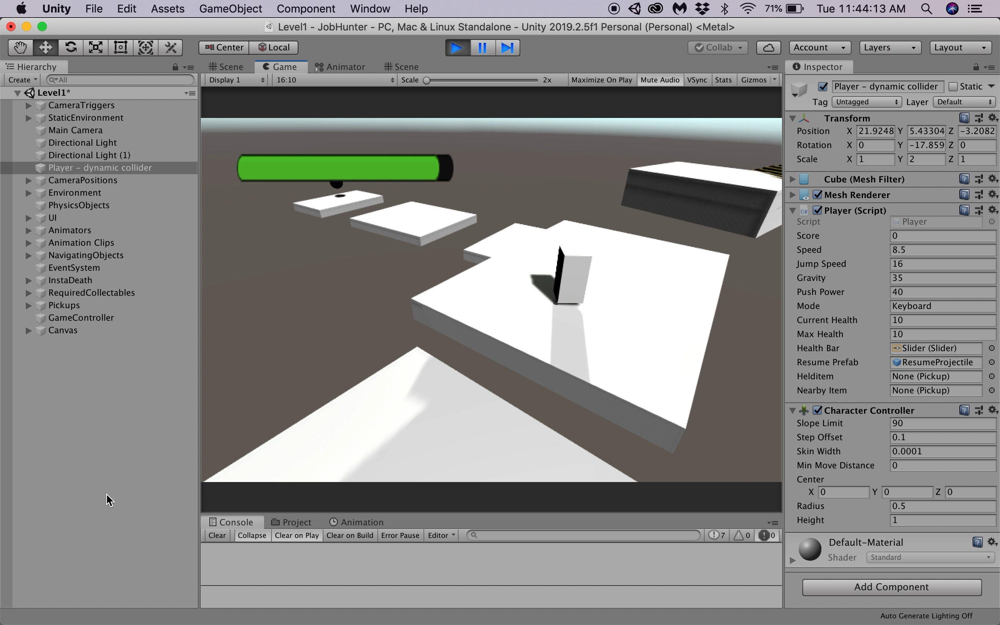 Unity File Edit Assets GameObject Component Window Help 71% Tue 11:44:13 AM
Level1 - JobHunter - PC, Mac & Linux Standalone - Unity 2019.2.5f1 Personal (Personal) <Metal>
Center Local Collab Account Layers Layout
Hierarchy Scene Game Animator Scene Inspector
Create All Display 1 16:10 Scale 2x Maximize On Play Mute Audio VSync Stats Gizmos
Level1*
CameraTriggers
StaticEnvironment
Main Camera
Directional Light
Directional Light (1)
Player - dynamic collider
CameraPositions
Environment
PhysicsObjects
UI
Animators
Animation Clips
NavigatingObjects
EventSystem
InstaDeath
RequiredCollectables
Pickups
GameController
Canvas
Player - dynamic collider Static
Tag Untagged Layer Default
Transform
Position X 21.9248 Y 5.43304 Z -3.2082
Rotation X 0 Y -17.859 Z 0
Scale X 1 Y 2 Z 1
Cube (Mesh Filter)
Mesh Renderer
C# Player (Script)
Script C# Player
Score 0
Speed 8.5
Jump Speed 16
Gravity 35
Push Power 40
Mode Keyboard
Current Health 10
Max Health 10
Health Bar Slider (Slider)
Resume Prefab ResumeProjectile
Helditem None (Pickup)
Nearby Item None (Pickup)
Character Controller
Slope Limit 90
Step Offset 0.1
Skin Width 0.0001
Min Move Distance 0
Center
X 0 Y 0 Z 0
Radius 0.5
Height 1
Default-Material
Shader Standard
Add Component
Console Project Animation
Clear Collapse Clear on Play Clear on Build Error Pause Editor 7 0 0
Auto Generate Lighting Off